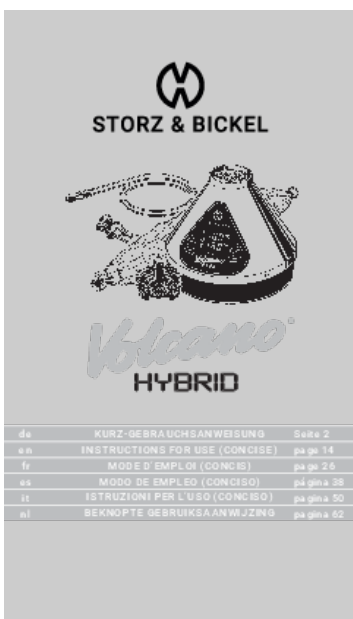 STORZ & BICKEL
Volcano
HYBRID
de KURZ-GEBRAUCHSANWEISUNG Seite 2
en INSTRUCTIONS FOR USE (CONCISE) page 14
fr MODE D'EMPLOI (CONCIS) page 26
es MODO DE EMPLEO (CONCISO) página 38
it ISTRUZIONI PER L'USO (CONCISO) pagina 50
nl BEKNOPTE GEBRUIKSAANWIJZING pagina 62